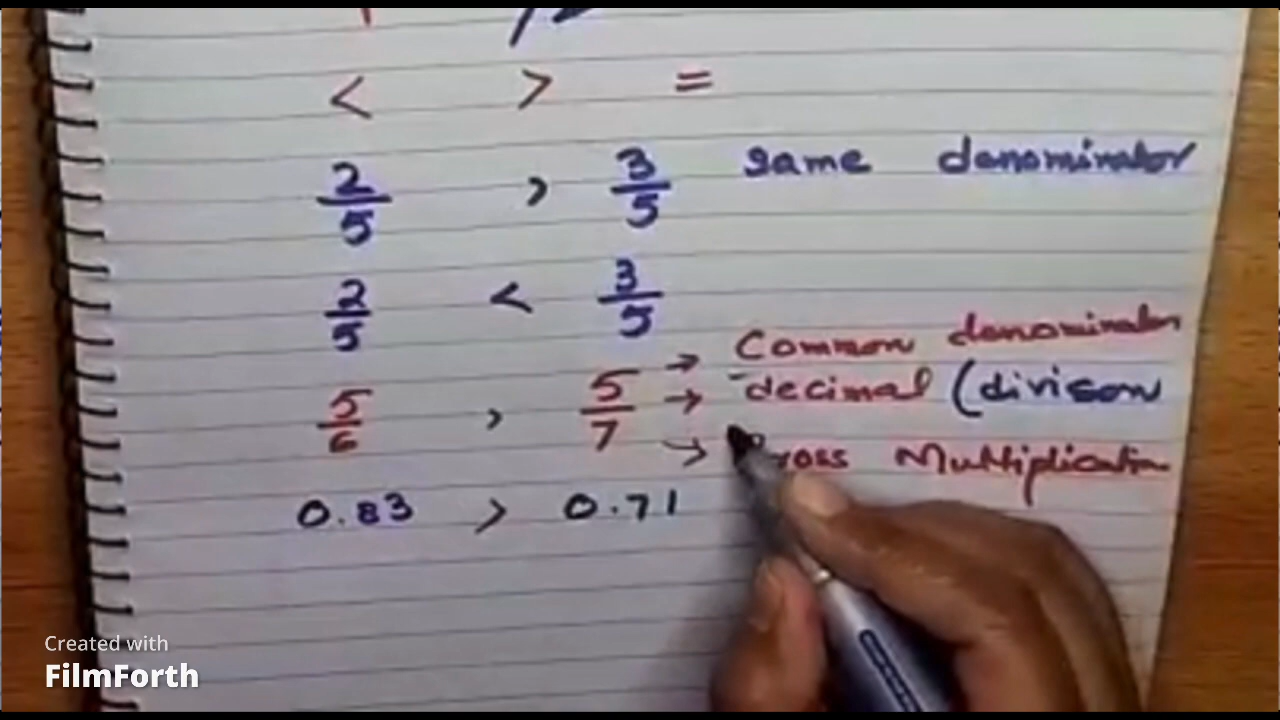 < > =
2/5 > 3/5 same denominator
2/5 < 3/5
→ Common denominator
5/6 > 5/7 → decimal (divison
→ Cross Multiplication
0.83 > 0.71
Created with
FilmForth